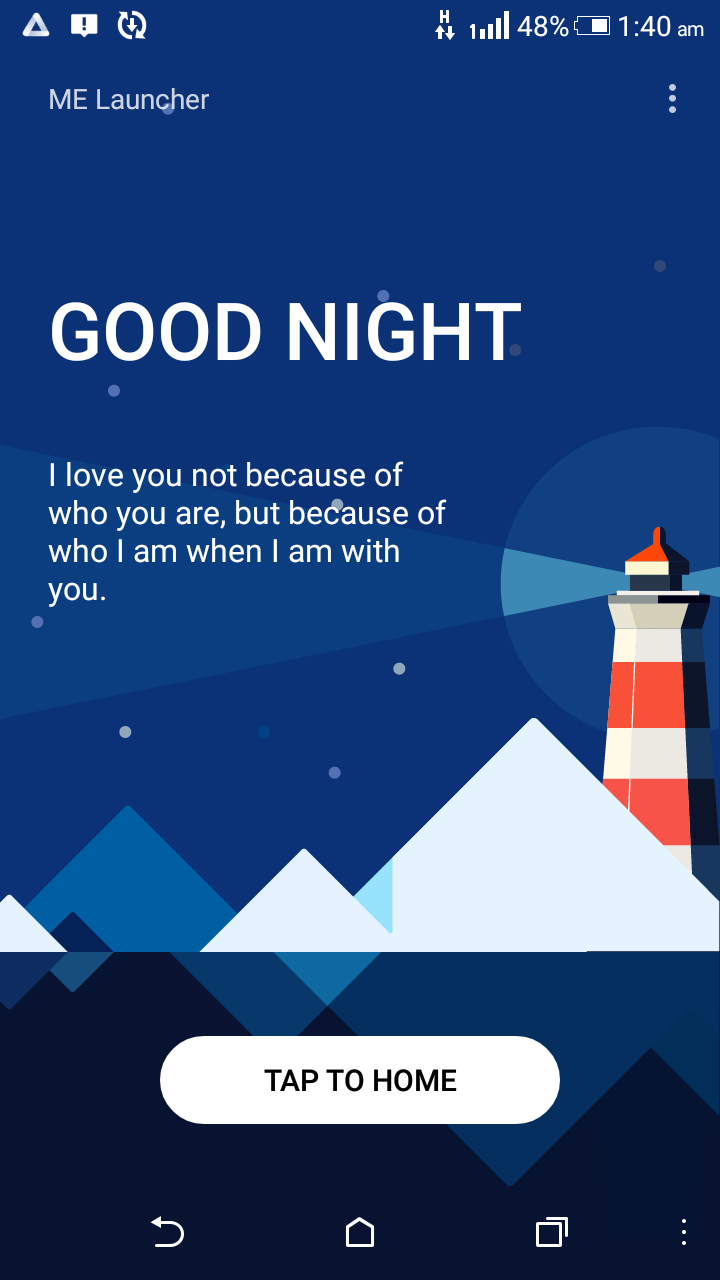 H
1 48% 1:40 am
ME Launcher
GOOD NIGHT
I love you not because of
who you are, but because of
who I am when I am with
you.
TAP TO HOME